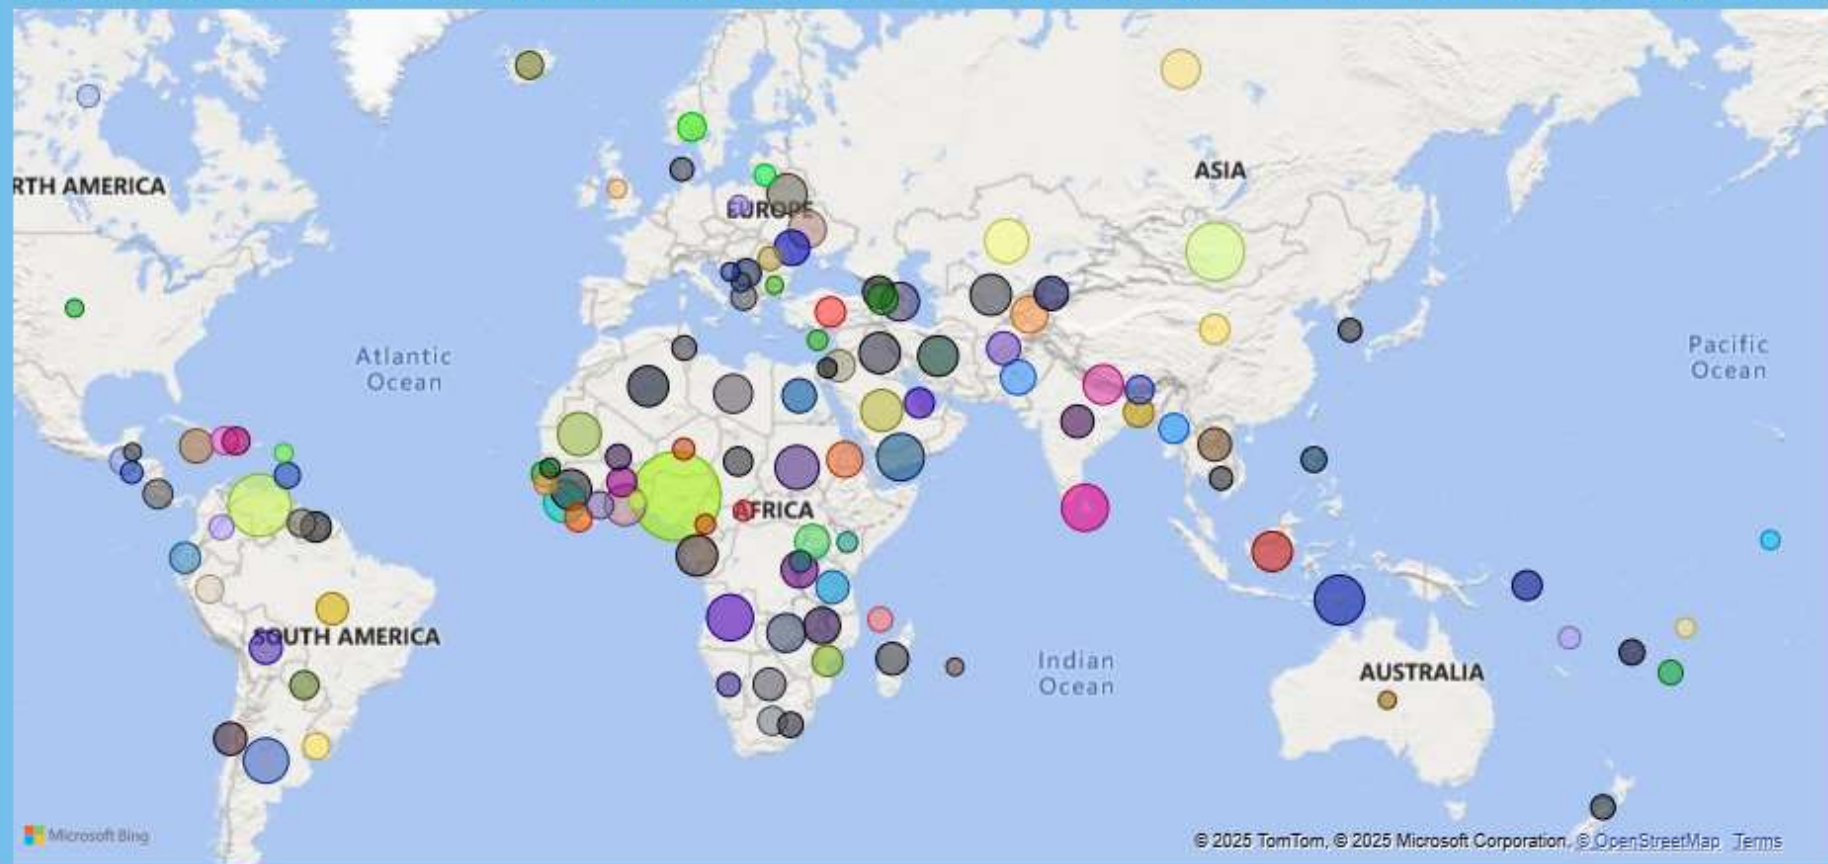 ASIA
RTH AMERICA
EUROPE
Atlantic
Ocean
Pacific
Ocean
AFRICA
SOUTH AMERICA
Indian
Ocean
AUSTRALIA
Microsoft Bing
© 2025 TomTom, © 2025 Microsoft Corporation, © OpenStreetMap Terms